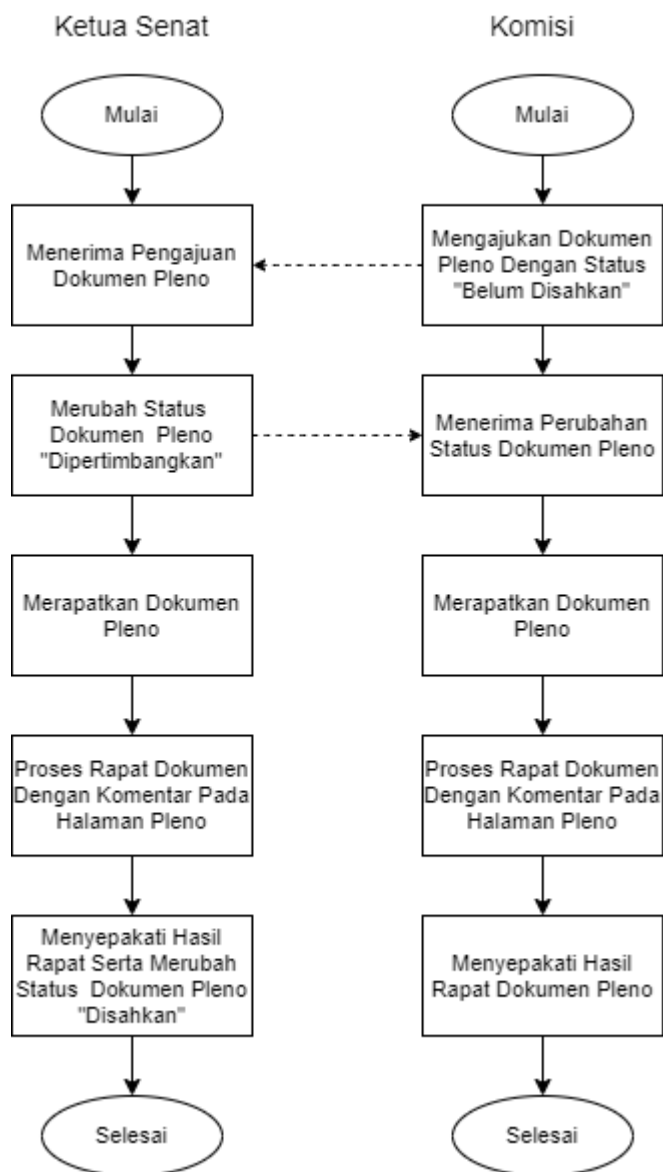 Ketua Senat
Komisi
Mulai
Mulai
Menerima Pengajuan
Dokumen Pleno
Mengajukan Dokumen
Pleno Dengan Status
"Belum Disahkan"
Merubah Status
Dokumen Pleno
"Dipertimbangkan"
Menerima Perubahan
Status Dokumen Pleno
Merapatkan Dokumen
Pleno
Merapatkan Dokumen
Pleno
Proses Rapat Dokumen
Dengan Komentar Pada
Halaman Pleno
Proses Rapat Dokumen
Dengan Komentar Pada
Halaman Pleno
Menyepakati Hasil
Rapat Serta Merubah
Status Dokumen Pleno
"Disahkan"
Menyepakati Hasil
Rapat Dokumen Pleno
Selesai
Selesai